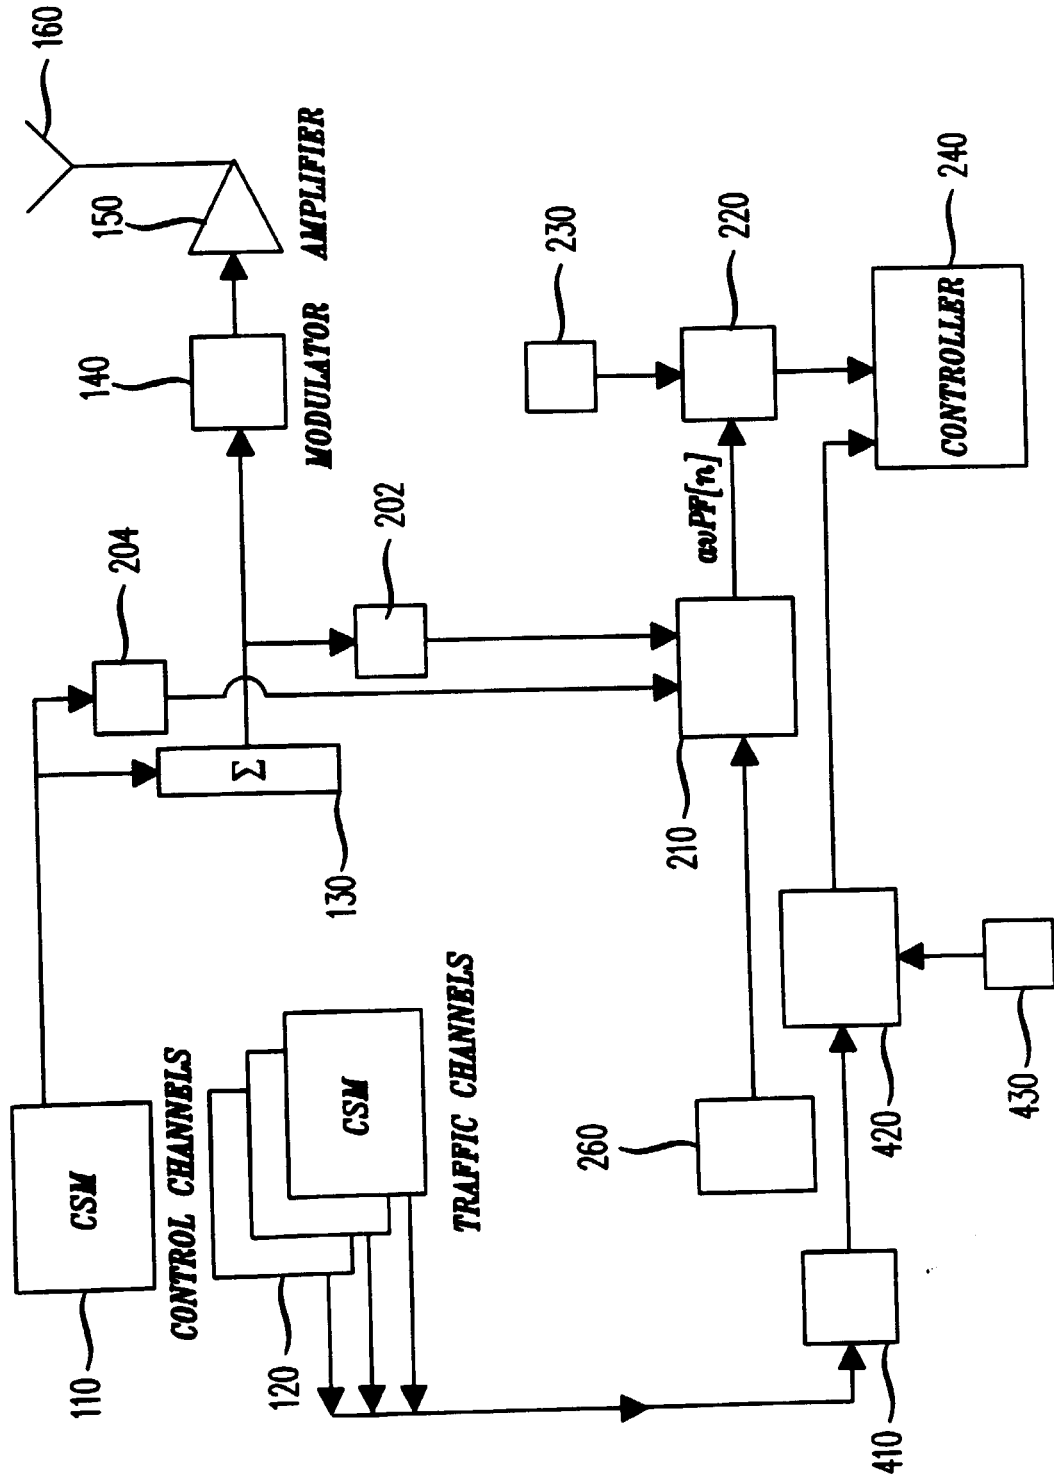 160
150
AMPLIFIER
140
MODULATOR
204
202
Σ
130
CSM
110
CONTROL CHANNELS
CSM
120
TRAFFIC CHANNELS
230
220
240
CONTROLLER
avPF[n]
210
260
420
430
410